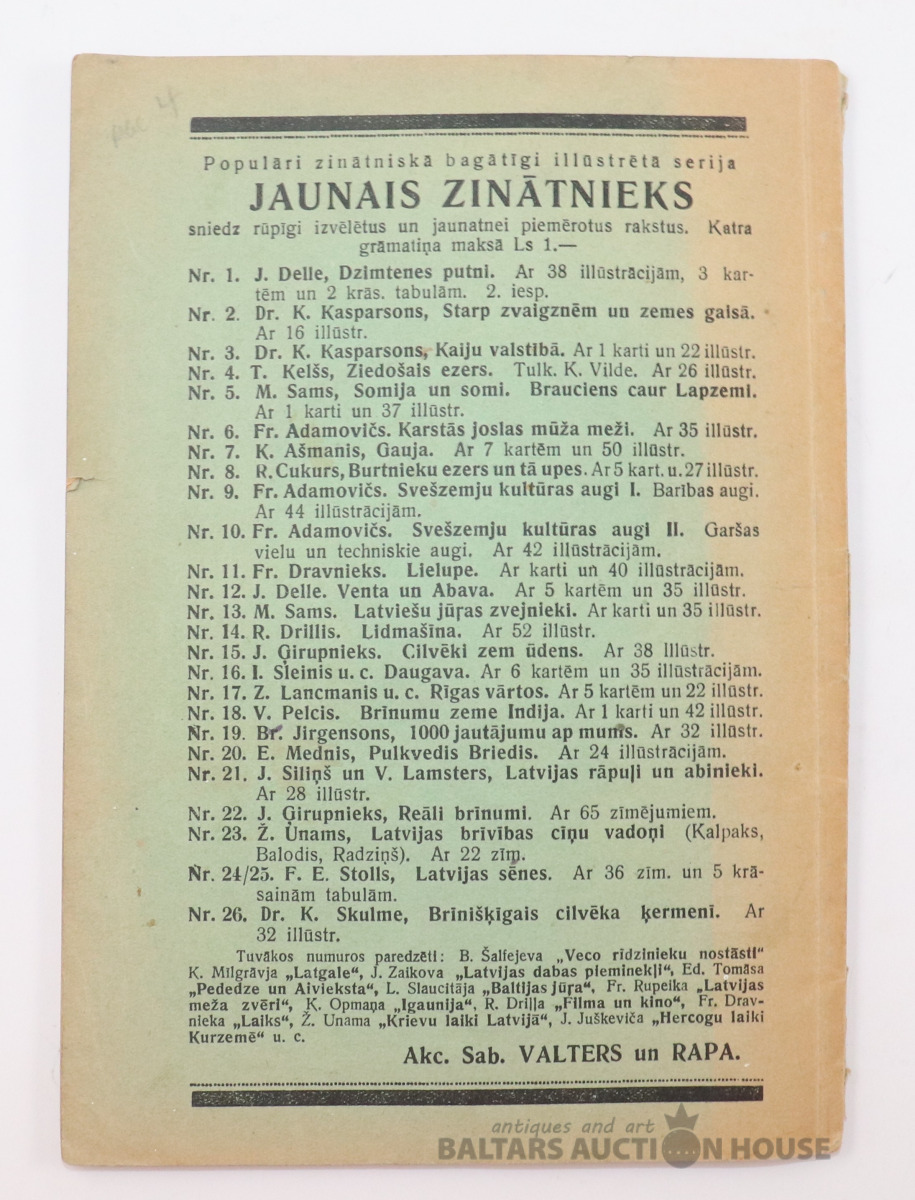 Populāri zinātniskā bagātīgi illūstrētā serija
JAUNAIS ZINĀTNIEKS
sniedz rūpīgi izvēlētus un jaunatnei piemērotus rakstus. Katra
grāmatiņa maksā Ls 1.—
Nr. 1. J. Delle, Dzimtenes putni. Ar 38 illūstrācijām, 3 kar-
tēm un 2 krās. tabulām. 2. iesp.
Nr. 2. Dr. K. Kasparsons, Starp zvaigznēm un zemes gaisā.
Ar 16 illūstr.
Nr. 3. Dr. K. Kasparsons, Kaiju valstībā. Ar 1 karti un 22 illūstr.
Nr. 4. T. Kelšs, Ziedošais ezers. Tulk. K. Vilde. Ar 26 illūstr.
Nr. 5. M. Sams, Somija un somi. Brauciens caur Lapzemi.
Ar 1 karti un 37 illūstr.
Nr. 6. Fr. Adamovičs. Karstās joslas mūža meži. Ar 35 illūstr.
Nr. 7. K. Ašmanis, Gauja. Ar 7 kartēm un 50 illūstr.
Nr. 8. R. Cukurs, Burtnieku ezers un tā upes. Ar 5 kart. u. 27 illūstr.
Nr. 9. Fr. Adamovičs. Svešzemju kultūras augi I. Barības augi.
Ar 44 illūstrācijām.
Nr. 10. Fr. Adamovičs. Svešzemju kultūras augi II. Garšas
vielu un techniskie augi. Ar 42 illūstrācijām.
Nr. 11. Fr. Dravnieks. Lielupe. Ar karti un 40 illūstrācijām.
Nr. 12. J. Delle. Venta un Abava. Ar 5 kartēm un 35 illūstr.
Nr. 13. M. Sams. Latviešu jūŗas zvejnieki. Ar karti un 35 illūstr.
Nr. 14. R. Drillis. Lidmašīna. Ar 52 illūstr.
Nr. 15. J. Ģirupnieks. Cilvēki zem ūdens. Ar 38 Illūstr.
Nr. 16. I. Sleinis u. c. Daugava. Ar 6 kartēm un 35 illūstrācijām.
Nr. 17. Z. Lancmanis u. c. Rīgas vārtos. Ar 5 kartēm un 22 illūstr.
Nr. 18. V. Pelcis. Brīnumu zeme Indija. Ar 1 karti un 42 illūstr.
Nr. 19. Br. Jirgensons, 1000 jautājumu ap mums. Ar 32 illūstr.
Nr. 20. E. Mednis, Pulkvedis Briedis. Ar 24 illūstrācijām.
Nr. 21. J. Siliņš un V. Lamsters, Latvijas rāpuļi un abinieki.
Ar 28 illūstr.
Nr. 22. J. Ģirupnieks, Reāli brīnumi. Ar 65 zīmējumiem.
Nr. 23. Ž. Unams, Latvijas brīvības cīņu vadoņi (Kalpaks,
Balodis, Radziņš). Ar 22 zīm.
Nr. 24/25. F. E. Stolls, Latvijas sēnes. Ar 36 zīm. un 5 krā-
sainām tabulām.
Nr. 26. Dr. K. Skulme, Brīnišķīgais cilvēka ķermenī. Ar
32 illūstr.
Tuvākos numuros paredzēti: B. Šalfejeva „Veco rīdzinieku nostāsti“
K. Mīlgrāvja „Latgale“, J. Zaikova „Latvijas dabas pieminekļi“, Ed. Tomāsa
„Pededze un Aiviekste“, L. Slaucītāja „Baltijas jūŗa“, Fr. Rupeika „Latvijas
meža zvēri“, K. Opmaņa „Igaunija“, R. Driļļa „Filma un kino“, Fr. Drav-
nieka „Laiks“, Ž. Unama „Krievu laiki Latvijā“, J. Juškeviča „Hercogu laiki
Kurzemē“ u. c.
Akc. Sab. VALTERS un RAPA.
antiques and art
BALTARS AUCTION HOUSE